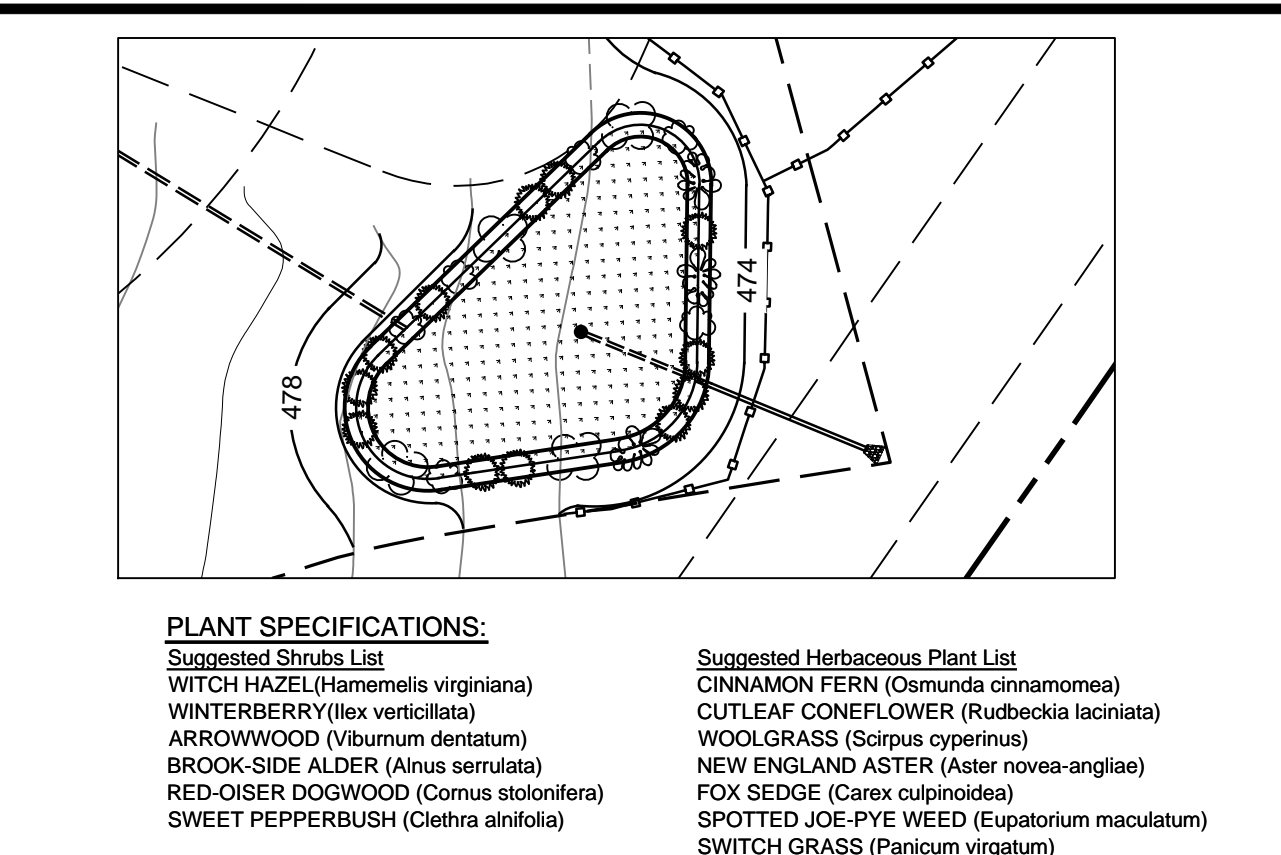 474
478
PLANT SPECIFICATIONS:
Suggested Shrubs List
WITCH HAZEL(Hamemelis virginiana)
WINTERBERRY(Ilex verticillata)
ARROWWOOD (Viburnum dentatum)
BROOK-SIDE ALDER (Alnus serrulata)
RED-OISER DOGWOOD (Cornus stolonifera)
SWEET PEPPERBUSH (Clethra alnifolia)
Suggested Herbaceous Plant List
CINNAMON FERN (Osmunda cinnamomea)
CUTLEAF CONEFLOWER (Rudbeckia laciniata)
WOOLGRASS (Scirpus cyperinus)
NEW ENGLAND ASTER (Aster novea-angliae)
FOX SEDGE (Carex culpinoidea)
SPOTTED JOE-PYE WEED (Eupatorium maculatum)
SWITCH GRASS (Panicum virgatum)